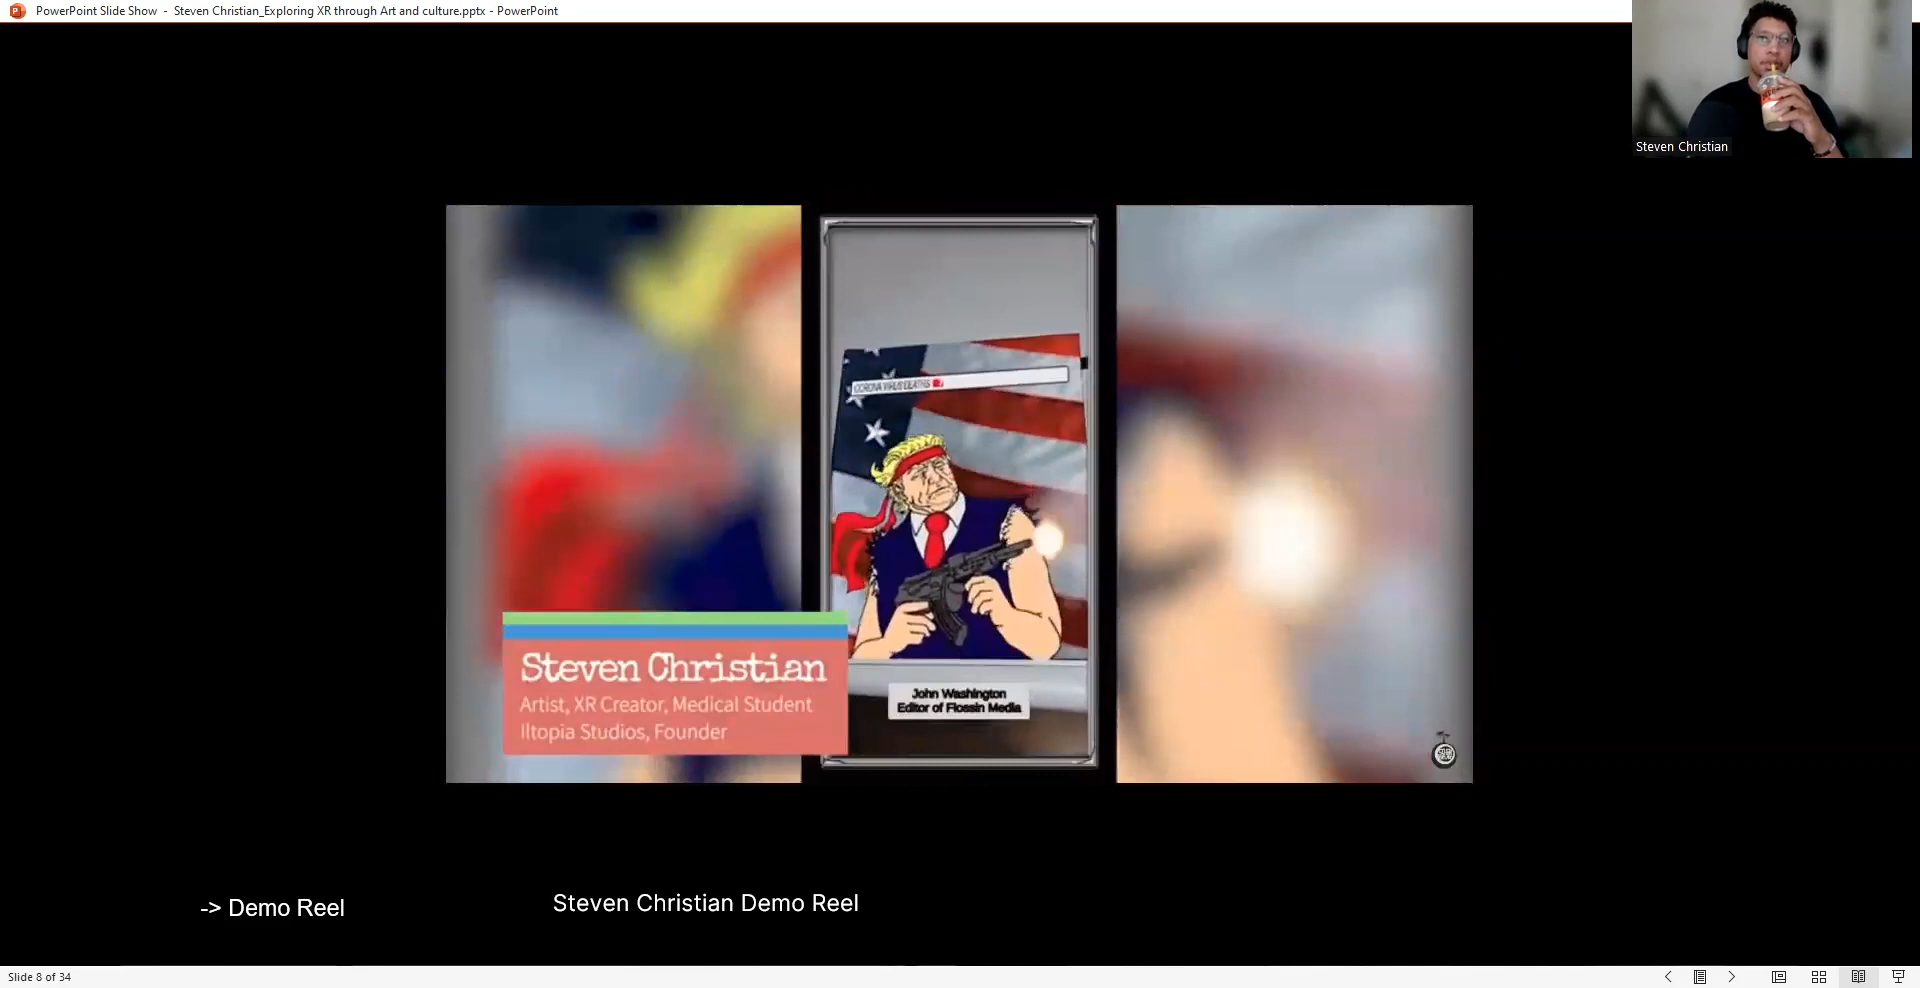 PowerPoint Slide Show - Steven Christian_Exploring XR through Art and culture.pptx - PowerPoint
Steven Christian
CORONA VIRUS DEATHS
Steven Christian
Artist, XR Creator, Medical Student
Iltopia Studios, Founder
John Washington
Editor of Flossin Media
-> Demo Reel
Steven Christian Demo Reel
Slide 8 of 34